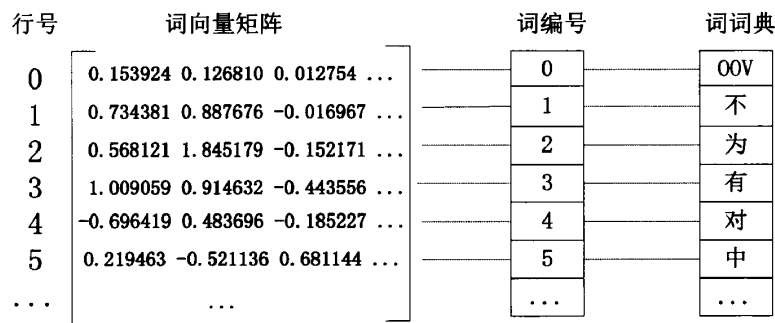 行号 词向量矩阵 词编号 词词典
0 0.153924 0.126810 0.012754 ... 0 OOV
1 0.734381 0.887676 -0.016967 ... 1 不
2 0.568121 1.845179 -0.152171 ... 2 为
3 1.009059 0.914632 -0.443556 ... 3 有
4 -0.696419 0.483696 -0.185227 ... 4 对
5 0.219463 -0.521136 0.681144 ... 5 中
... ... ... ...